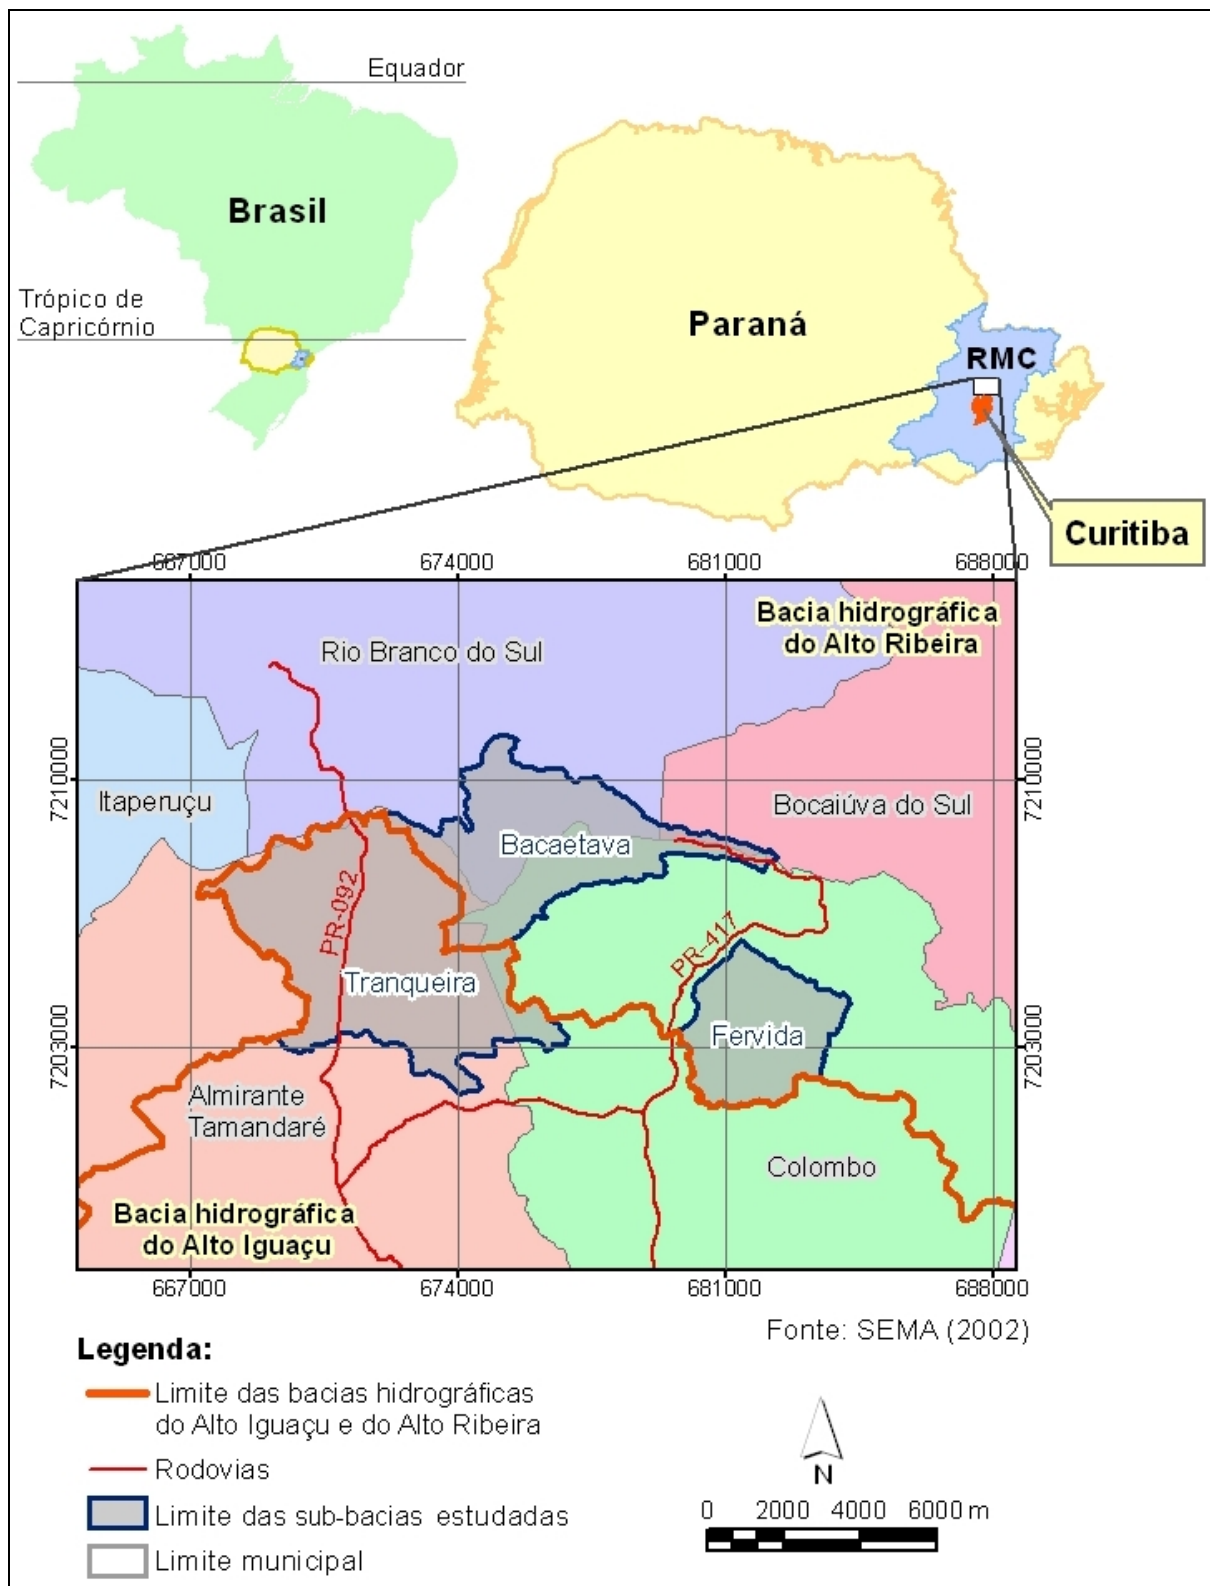 Equador
Brasil
Trópico de
Capricórnio
Paraná
RMC
Curitiba
667000
674000
681000
688000
Bacia hidrográfica
do Alto Ribeira
Rio Branco do Sul
7210000
7210000
Itaperuçu
Bocaiúva do Sul
Bacaetava
PR-092
PR-417
Tranqueira
Fervida
7203000
7203000
Almirante
Tamandaré
Colombo
Bacia hidrográfica
do Alto Iguaçu
667000
674000
681000
688000
Fonte: SEMA (2002)
Legenda:
Limite das bacias hidrográficas
do Alto Iguaçu e do Alto Ribeira
Rodovias
Limite das sub-bacias estudadas
Limite municipal
N
0 2000 4000 6000 m